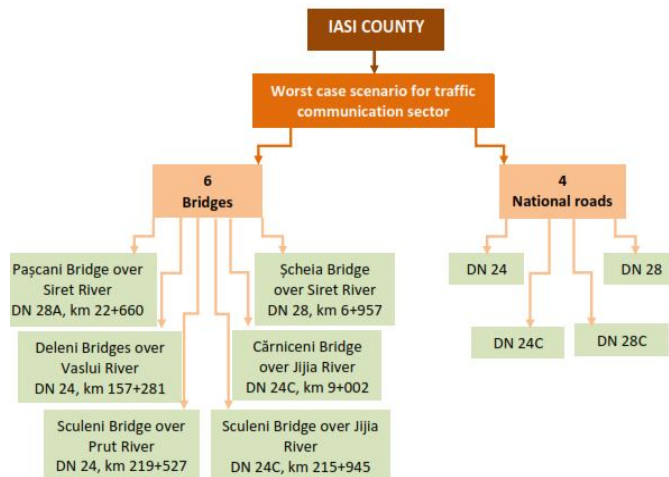 IASI COUNTY
Worst case scenario for traffic
communication sector
6
Bridges
4
National roads
Pașcani Bridge over
Siret River
DN 28A, km 22+660
Șcheia Bridge
over Siret River
DN 28, km 6+957
DN 24
DN 28
Deleni Bridges over
Vaslui River
DN 24, km 157+281
Cărniceni Bridge
over Jijia River
DN 24C, km 9+002
DN 24C
DN 28C
Sculeni Bridge over
Prut River
DN 24, km 219+527
Sculeni Bridge over Jijia
River
DN 24C, km 215+945